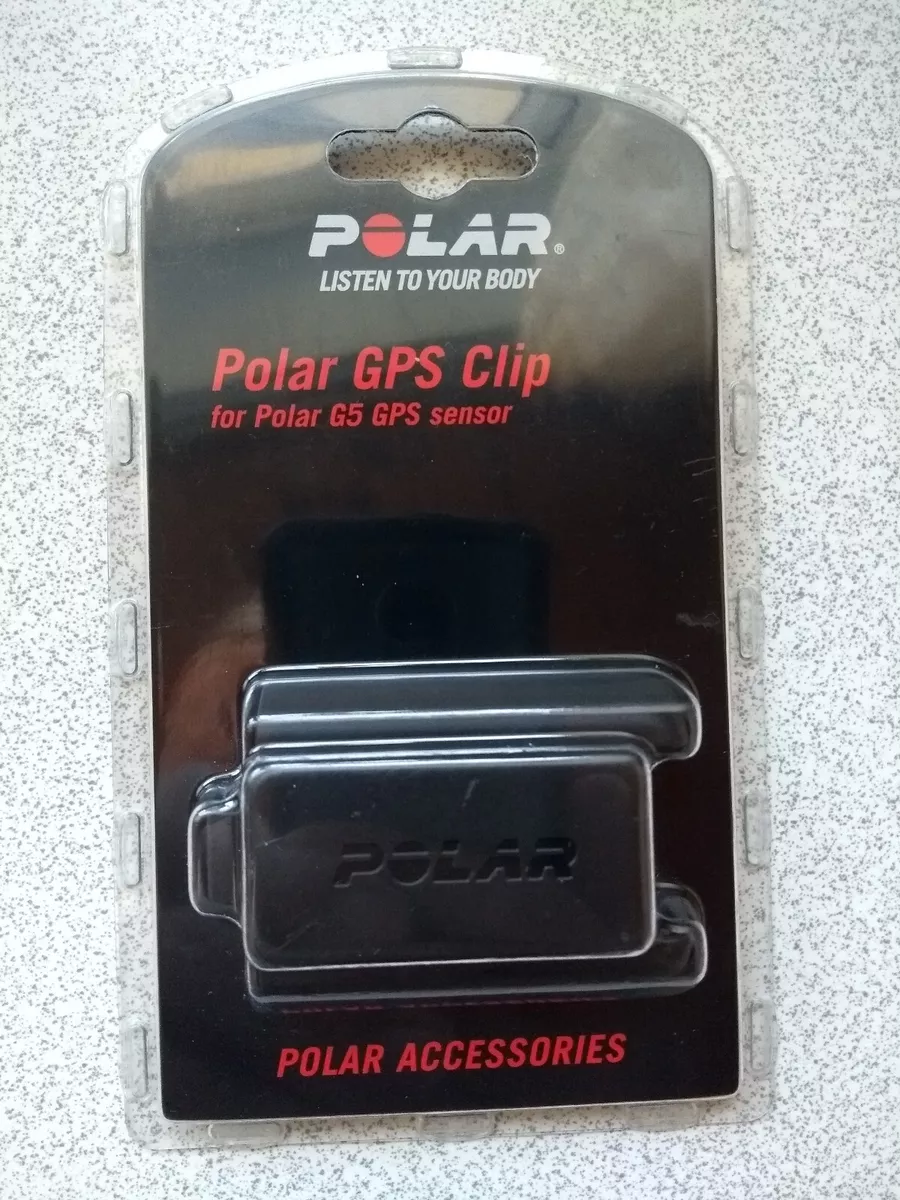 POLAR®
LISTEN TO YOUR BODY
Polar GPS Clip
for Polar G5 GPS sensor
POLAR
POLAR ACCESSORIES